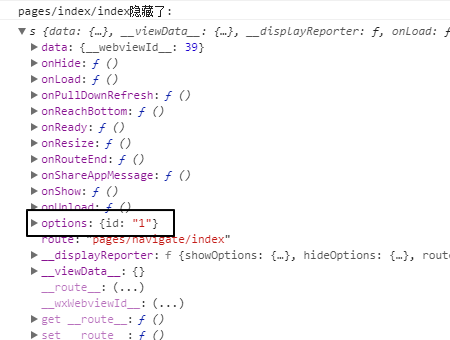 pages/index/index隐藏了:
s {data: {…}, __viewData__: {…}, __displayReporter: ƒ, onLoad: ƒ
data: {__webviewId__: 39}
onHide: ƒ ()
onLoad: ƒ ()
onPullDownRefresh: ƒ ()
onReachBottom: ƒ ()
onReady: ƒ ()
onResize: ƒ ()
onRouteEnd: ƒ ()
onShareAppMessage: ƒ ()
onShow: ƒ ()
onUnload: ƒ ()
options: {id: "1"}
route: "pages/navigate/index"
__displayReporter: f {showOptions: {…}, hideOptions: {…}, rout
__viewData__: {}
__route__: (...)
__wxWebviewId__: (...)
get __route__: ƒ ()
set __route__: ƒ ()